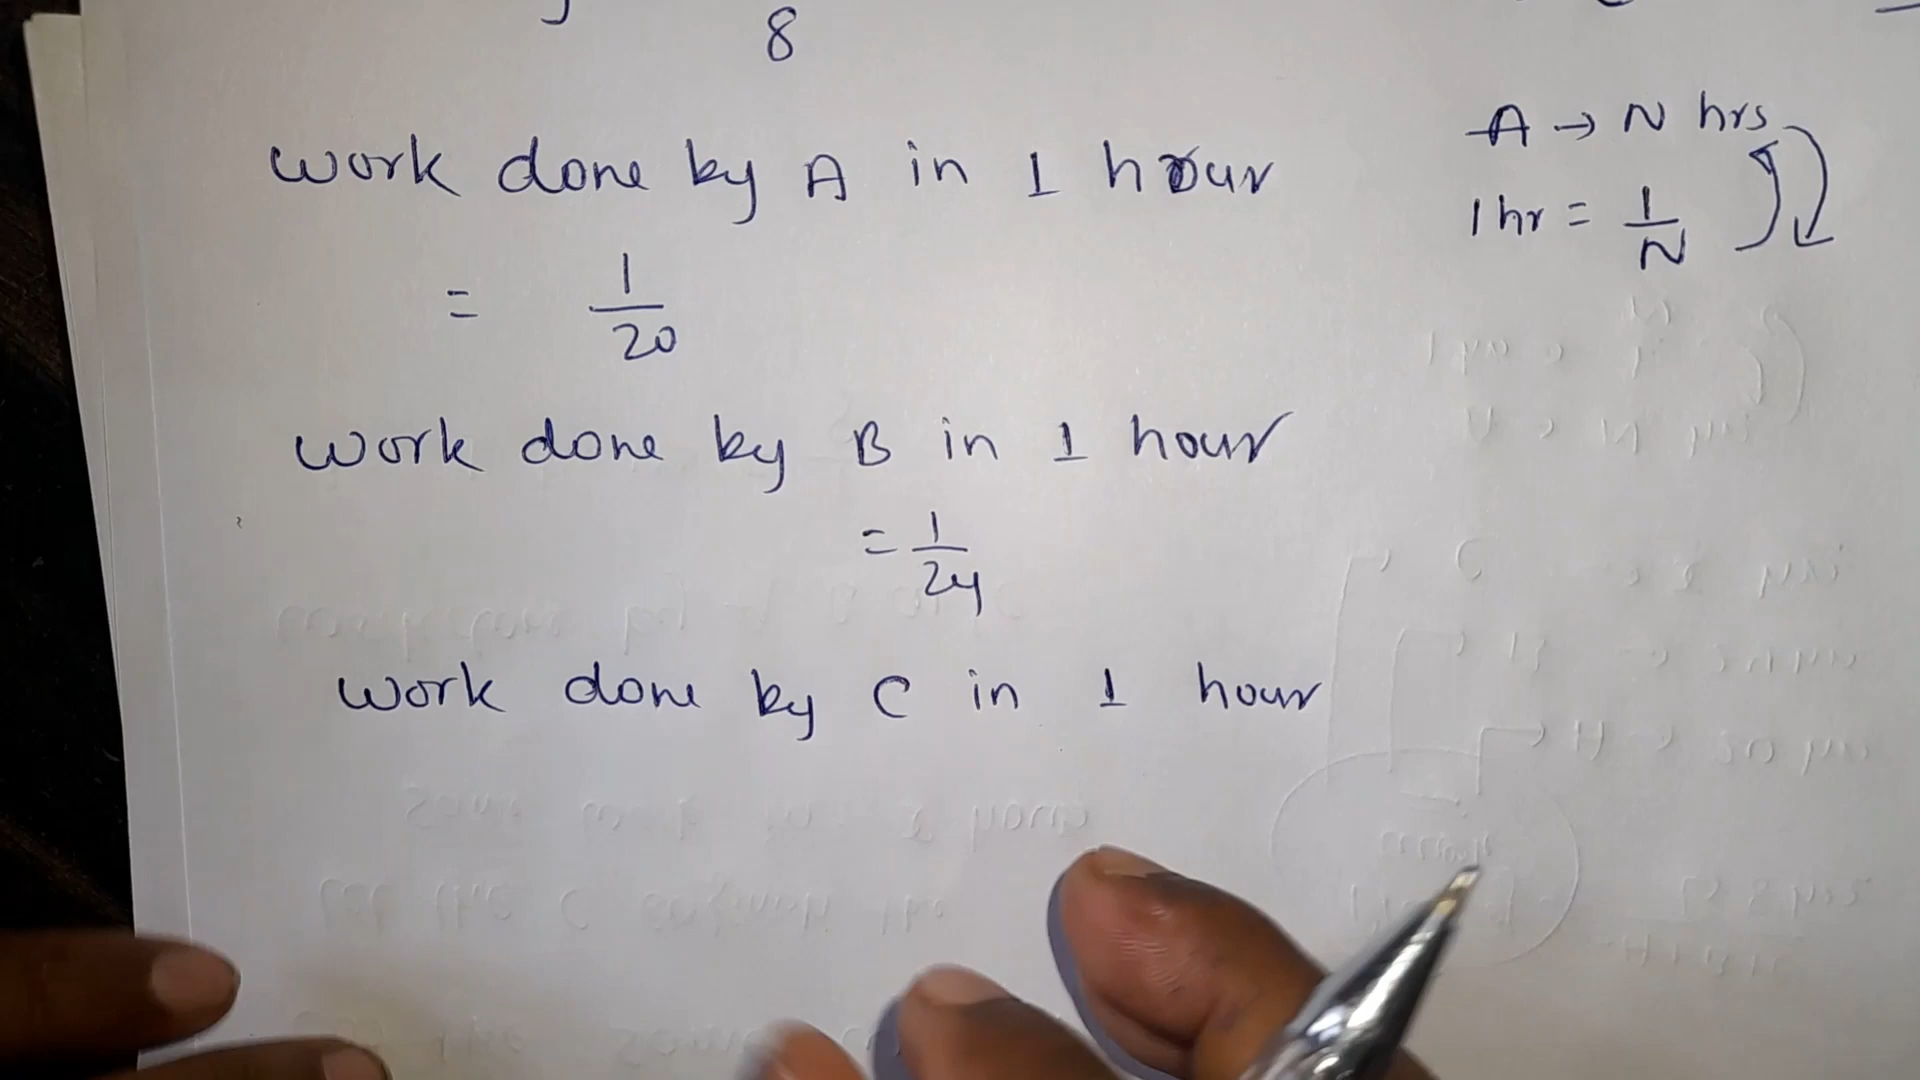 8
work done by A in 1 hour
= 1/20
work done by B in 1 hour
= 1/24
work done by C in 1 hour
A → N hrs
1 hr = 1/N